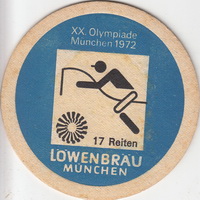 XX. Olympiade
München 1972
17 Reiten
LÖWENBRÄU
MÜNCHEN